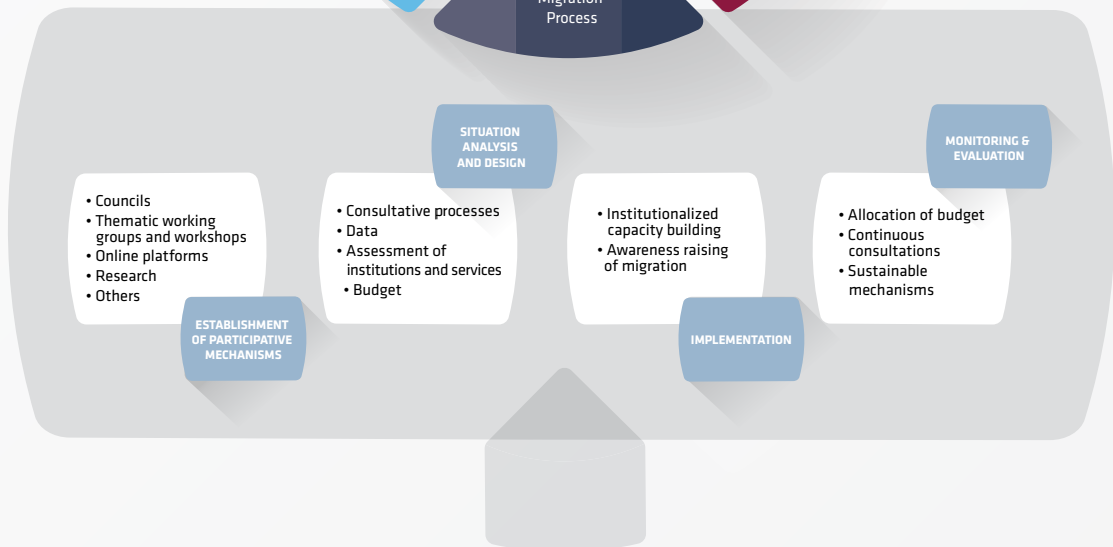 Migration
Process
ESTABLISHMENT
OF PARTICIPATIVE
MECHANISMS
• Councils
• Thematic working
groups and workshops
• Online platforms
• Research
• Others
SITUATION
ANALYSIS
AND DESIGN
• Consultative processes
• Data
• Assessment of
institutions and services
• Budget
IMPLEMENTATION
• Institutionalized
capacity building
• Awareness raising
of migration
MONITORING &
EVALUATION
• Allocation of budget
• Continuous
consultations
• Sustainable
mechanisms